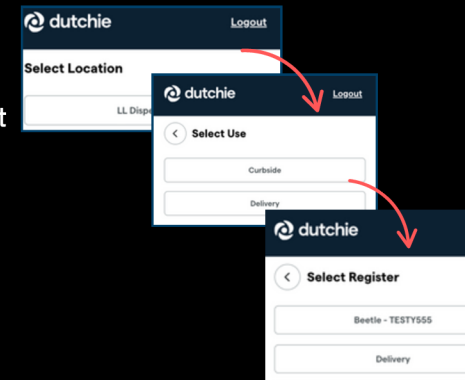 dutchie Logout
Select Location
LL Dispe
t
dutchie Logout
Select Use
Curbside
Delivery
dutchie
Select Register
Beetle - TESTY555
Delivery